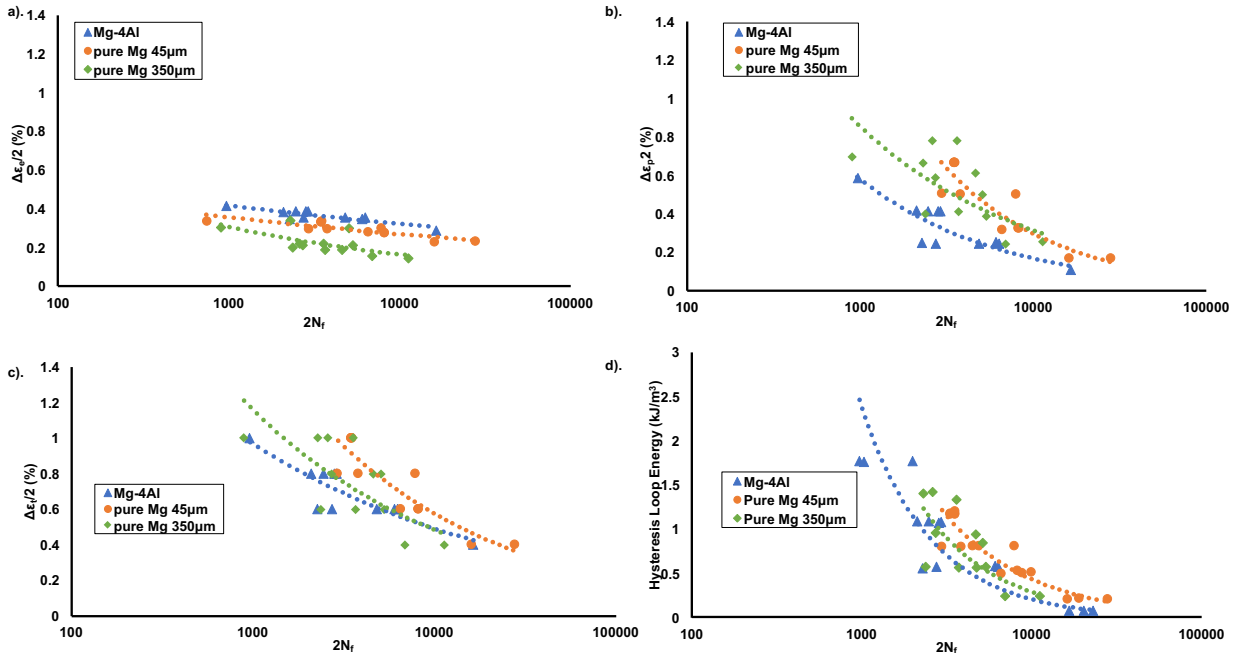 a).
1.4
1.2
1
0.8
0.6
0.4
0.2
0
Δεₑ/2 (%)
Mg-4Al
pure Mg 45µm
pure Mg 350µm
100
1000
10000
100000
2Nf
b).
1.4
1.2
1
0.8
0.6
0.4
0.2
0
Δεₚ2 (%)
Mg-4Al
pure Mg 45µm
pure Mg 350µm
100
1000
10000
100000
2Nf
c).
1.4
1.2
1
0.8
0.6
0.4
0.2
0
Δεₜ/2 (%)
Mg-4Al
pure Mg 45µm
pure Mg 350µm
100
1000
10000
100000
2Nf
d).
3
2.5
2
1.5
1
0.5
0
Hysteresis Loop Energy (kJ/m³)
Mg-4Al
Pure Mg 45µm
Pure Mg 350µm
100
1000
10000
100000
2Nf